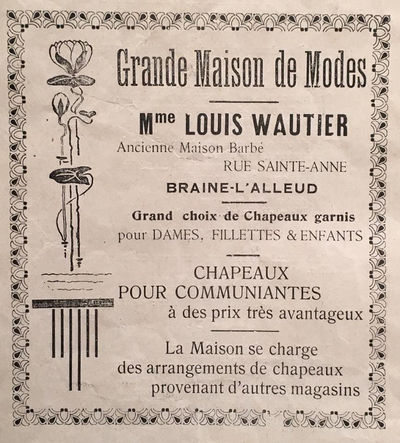 Grande Maison de Modes
Mme LOUIS WAUTIER
Ancienne Maison Barbé
RUE SAINTE-ANNE
BRAINE-L'ALLEUD
Grand choix de Chapeaux garnis
pour DAMES, FILLETTES & ENFANTS
CHAPEAUX
POUR COMMUNIANTES
à des prix très avantageux
La Maison se charge
des arrangements de chapeaux
provenant d'autres magasins